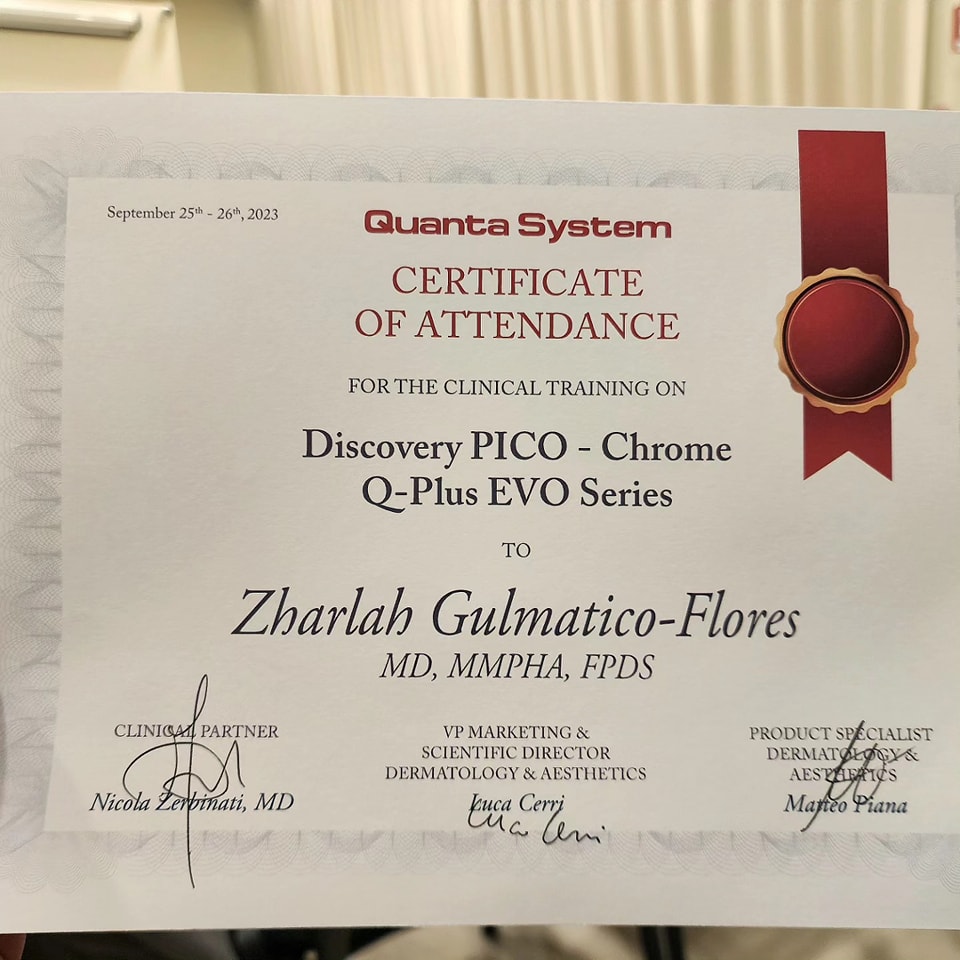 September 25th - 26th, 2023
Quanta System
CERTIFICATE
OF ATTENDANCE
FOR THE CLINICAL TRAINING ON
Discovery PICO - Chrome
Q-Plus EVO Series
TO
Zharlah Gulmatico-Flores
MD, MMPHA, FPDS
CLINICAL PARTNER
Nicola Zerbinati, MD
VP MARKETING &
SCIENTIFIC DIRECTOR
DERMATOLOGY & AESTHETICS
Luca Cerri
Luca Cerri
PRODUCT SPECIALIST
DERMATOLOGY &
AESTHETICS
Matteo Piana